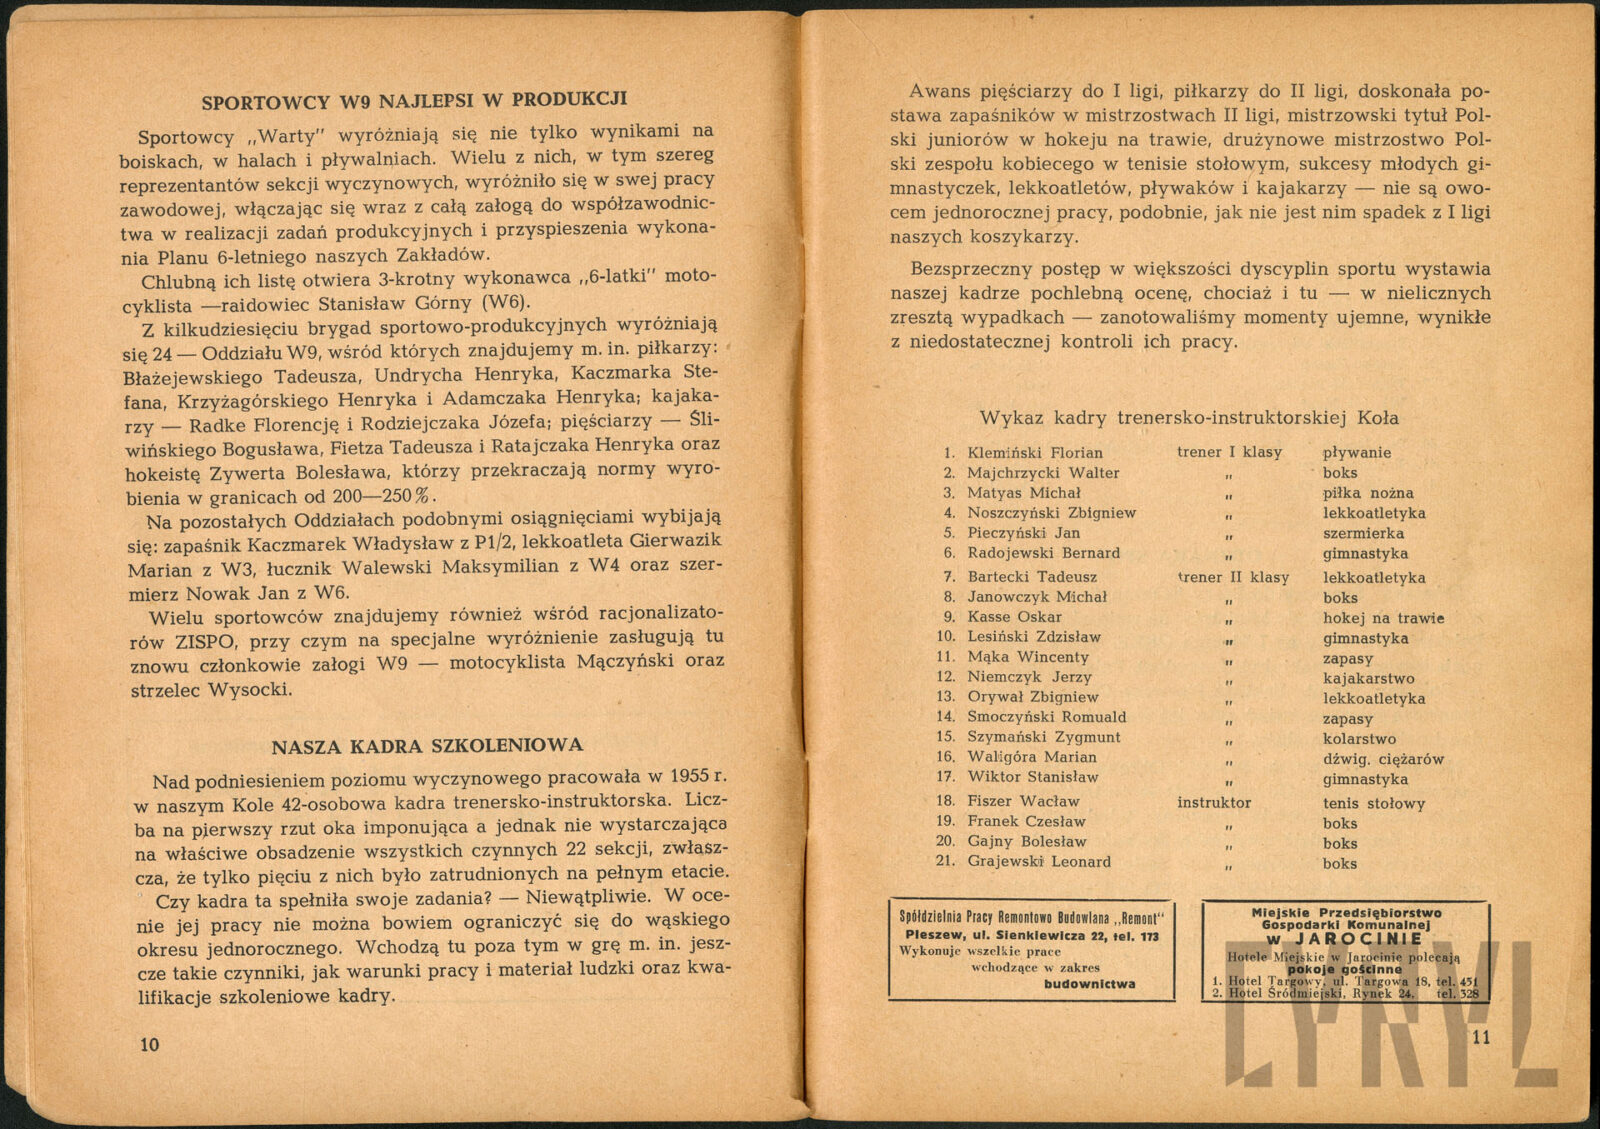 SPORTOWCY W9 NAJLEPSI W PRODUKCJI
Sportowcy „Warty" wyróżniają się nie tylko wynikami na
boiskach, w halach i pływalniach. Wielu z nich, w tym szereg
reprezentantów sekcji wyczynowych, wyróżniło się w swej pracy
zawodowej, włączając się wraz z całą załogą do współzawodnic-
twa w realizacji zadań produkcyjnych i przyspieszenia wykona-
nia Planu 6-letniego naszych Zakładów.
Chlubną ich listę otwiera 3-krotny wykonawca „6-latki" moto-
cyklista —raidowiec Stanisław Górny (W6).
Z kilkudziesięciu brygad sportowo-produkcyjnych wyróżniają
się 24 — Oddziału W9, wśród których znajdujemy m. in. piłkarzy:
Błażejewskiego Tadeusza, Undrycha Henryka, Kaczmarka Ste-
fana, Krzyżagórskiego Henryka i Adamczaka Henryka; kajaka-
rzy — Radke Florencję i Rodziejczaka Józefa; pięściarzy — Śli-
wińskiego Bogusława, Fietza Tadeusza i Ratajczaka Henryka oraz
hokeistę Zywerta Bolesława, którzy przekraczają normy wyro-
bienia w granicach od 200—250%.
Na pozostałych Oddziałach podobnymi osiągnięciami wybijają
się: zapaśnik Kaczmarek Władysław z P1/2, lekkoatleta Gierwazik
Marian z W3, łucznik Walewski Maksymilian z W4 oraz szer-
mierz Nowak Jan z W6.
Wielu sportowców znajdujemy również wśród racjonalizato-
rów ZISPO, przy czym na specjalne wyróżnienie zasługują tu
znowu członkowie załogi W9 — motocyklista Mączyński oraz
strzelec Wysocki.
NASZA KADRA SZKOLENIOWA
Nad podniesieniem poziomu wyczynowego pracowała w 1955 r.
w naszym Kole 42-osobowa kadra trenersko-instruktorska. Licz-
ba na pierwszy rzut oka imponująca a jednak nie wystarczająca
na właściwe obsadzenie wszystkich czynnych 22 sekcji, zwłasz-
cza, że tylko pięciu z nich było zatrudnionych na pełnym etacie.
Czy kadra ta spełniła swoje zadania? — Niewątpliwie. W oce-
nie jej pracy nie można bowiem ograniczyć się do wąskiego
okresu jednorocznego. Wchodzą tu poza tym w grę m. in. jesz-
cze takie czynniki, jak warunki pracy i materiał ludzki oraz kwa-
lifikacje szkoleniowe kadry.
10
Awans pięściarzy do I ligi, piłkarzy do II ligi, doskonała po-
stawa zapaśników w mistrzostwach II ligi, mistrzowski tytuł Pol-
ski juniorów w hokeju na trawie, drużynowe mistrzostwo Pol-
ski zespołu kobiecego w tenisie stołowym, sukcesy młodych gi-
mnastyczek, lekkoatletów, pływaków i kajakarzy — nie są owo-
cem jednorocznej pracy, podobnie, jak nie jest nim spadek z I ligi
naszych koszykarzy.
Bezsprzeczny postęp w większości dyscyplin sportu wystawia
naszej kadrze pochlebną ocenę, chociaż i tu — w nielicznych
zresztą wypadkach — zanotowaliśmy momenty ujemne, wynikłe
z niedostatecznej kontroli ich pracy.
Wykaz kadry trenersko-instruktorskiej Koła
1. Klemiński Florian trener I klasy pływanie
2. Majchrzycki Walter „ boks
3. Matyas Michał „ piłka nożna
4. Noszczyński Zbigniew „ lekkoatletyka
5. Pieczyński Jan „ szermierka
6. Radojewski Bernard „ gimnastyka
7. Bartecki Tadeusz trener II klasy lekkoatletyka
8. Janowczyk Michał „ boks
9. Kasse Oskar „ hokej na trawie
10. Lesiński Zdzisław „ gimnastyka
11. Mąka Wincenty „ zapasy
12. Niemczyk Jerzy „ kajakarstwo
13. Orywał Zbigniew „ lekkoatletyka
14. Smoczyński Romuald „ zapasy
15. Szymański Zygmunt „ kolarstwo
16. Waligóra Marian „ dźwig. ciężarów
17. Wiktor Stanisław „ gimnastyka
18. Fiszer Wacław instruktor tenis stołowy
19. Franek Czesław „ boks
20. Gajny Bolesław „ boks
21. Grajewski Leonard „ boks
Spółdzielnia Pracy Remontowo Budowlana „Remont"
Pleszew, ul. Sienkiewicza 22, tel. 173
Wykonuje wszelkie prace
wchodzące w zakres
budownictwa
Miejskie Przedsiębiorstwo
Gospodarki Komunalnej
w JAROCINIE
Hotele Miejskie w Jarocinie polecają
pokoje gościnne
1. Hotel Targowy, ul. Targowa 18, tel. 451
2. Hotel Śródmiejski, Rynek 24, tel. 328
11
CYRYL